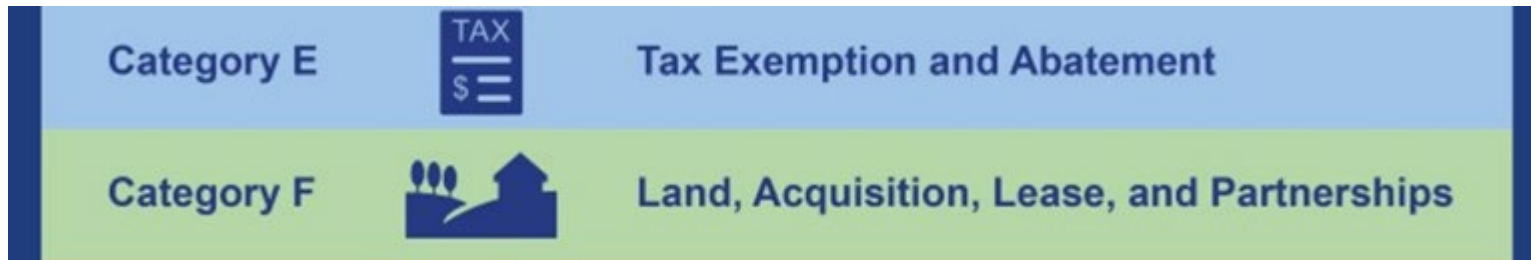 Category E TAX $ Tax Exemption and Abatement
Category F Land, Acquisition, Lease, and Partnerships